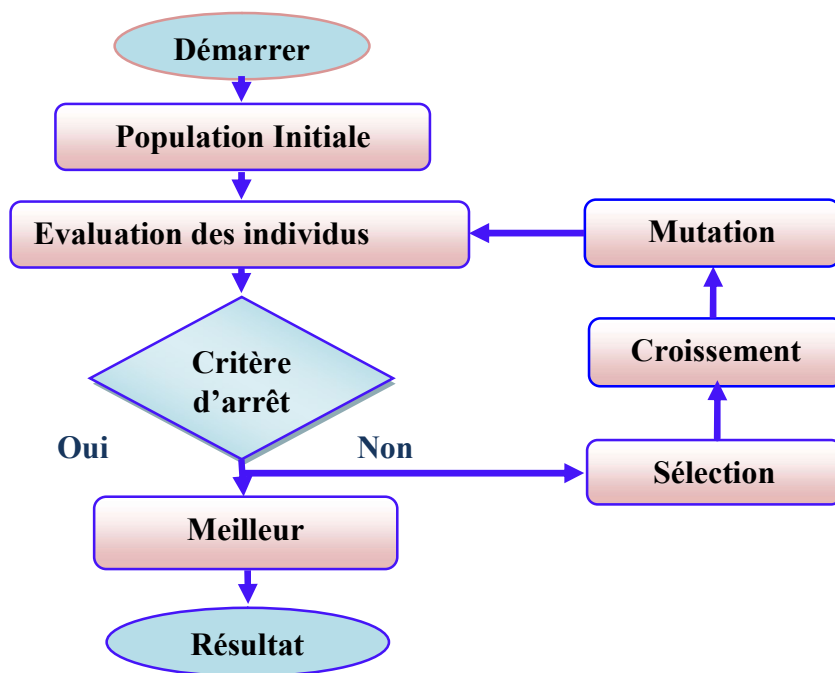 Démarrer
Population Initiale
Evaluation des individus
Mutation
Croissement
Critère
d’arrêt
Oui
Non
Sélection
Meilleur
Résultat